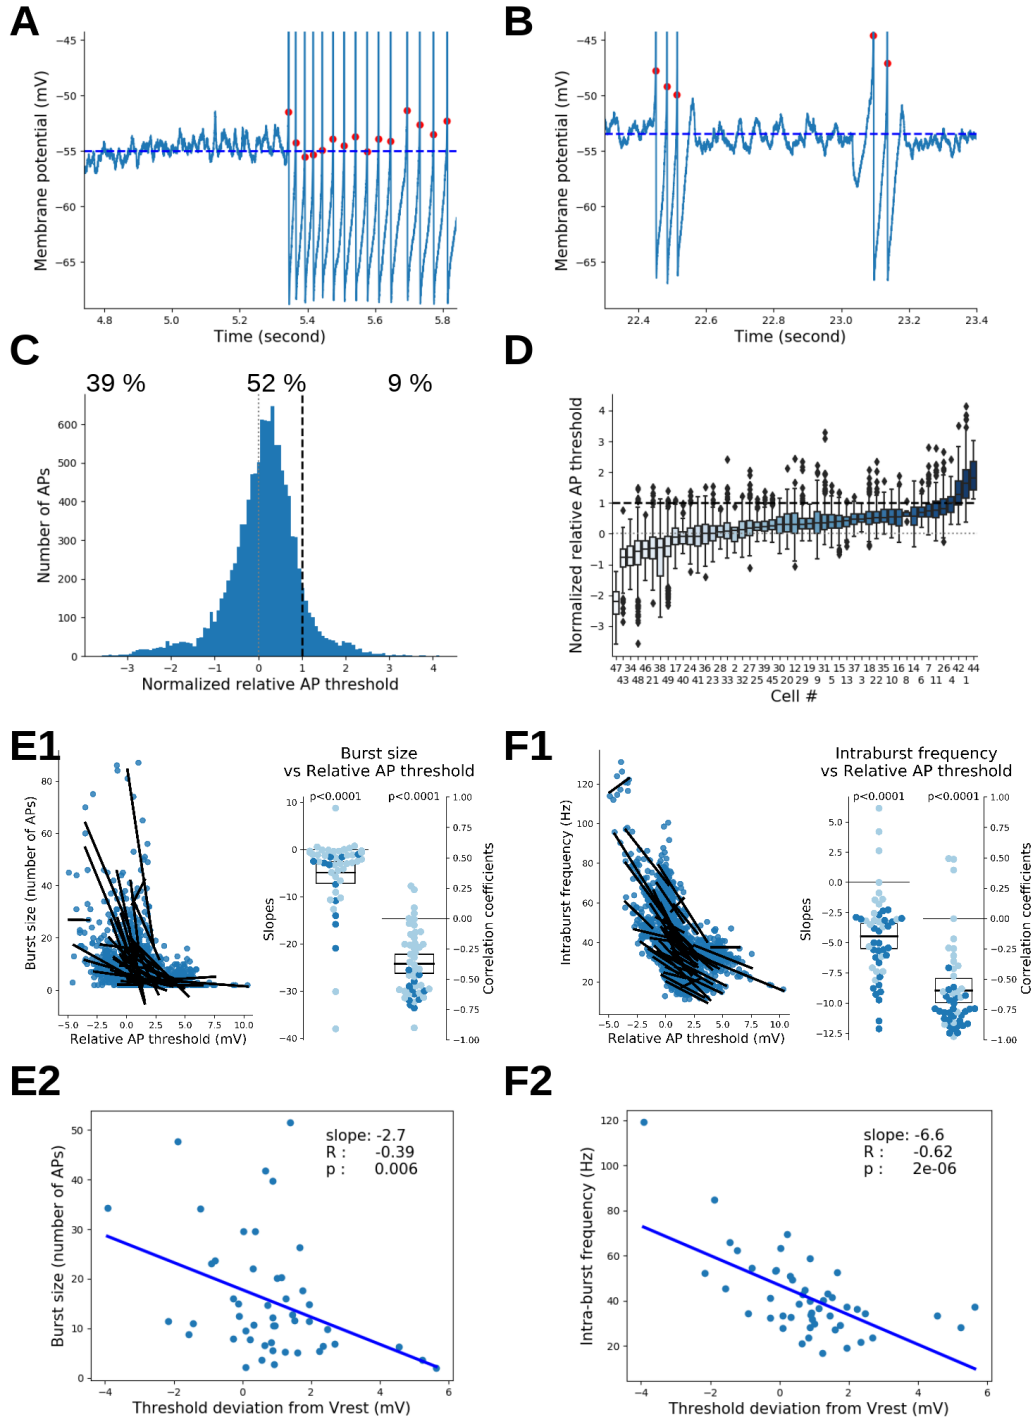 A
−45
−50
−55
−60
−65
Membrane potential (mV)
4.8 5.0 5.2 5.4 5.6 5.8
Time (second)
B
−45
−50
−55
−60
−65
Membrane potential (mV)
22.4 22.6 22.8 23.0 23.2 23.4
Time (second)
C
39 % 52 % 9 %
600
500
400
300
200
100
0
Number of APs
−3 −2 −1 0 1 2 3 4
Normalized relative AP threshold
D
4
3
2
1
0
−1
−2
−3
Normalized relative AP threshold
47 34 46 38 17 24 36 28 2 27 39 30 12 19 31 15 37 18 35 16 14 7 26 42 44
43 48 21 49 40 41 23 33 32 25 45 20 29 9 5 13 3 22 10 8 6 11 4 1
Cell #
E1
80
60
40
20
0
Burst size (number of APs)
−5.0 −2.5 0.0 2.5 5.0 7.5 10.0
Relative AP threshold (mV)
Burst size
vs Relative AP threshold
p<0.0001 p<0.0001
10
0
−10
−20
−30
−40
Slopes
1.00
0.75
0.50
0.25
0.00
−0.25
−0.50
−0.75
−1.00
Correlation coefficients
F1
120
100
80
60
40
20
Intraburst frequency (Hz)
−5.0 −2.5 0.0 2.5 5.0 7.5 10.0
Relative AP threshold (mV)
Intraburst frequency
vs Relative AP threshold
p<0.0001 p<0.0001
5.0
2.5
0.0
−2.5
−5.0
−7.5
−10.0
−12.5
Slopes
1.00
0.75
0.50
0.25
0.00
−0.25
−0.50
−0.75
−1.00
Correlation coefficients
E2
50
40
30
20
10
0
Burst size (number of APs)
slope: -2.7
R : -0.39
p : 0.006
−4 −2 0 2 4 6
Threshold deviation from Vrest (mV)
F2
120
100
80
60
40
20
Intra-burst frequency (Hz)
slope: -6.6
R : -0.62
p : 2e-06
−4 −2 0 2 4 6
Threshold deviation from Vrest (mV)